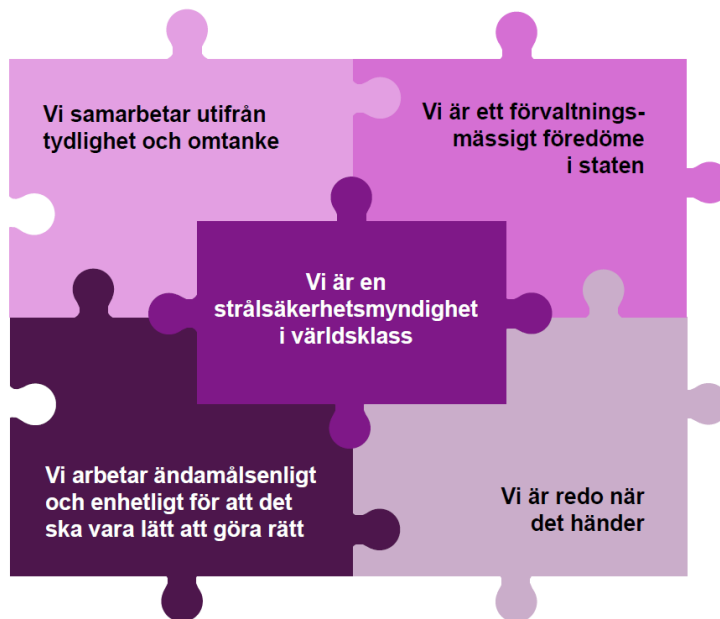 Vi samarbetar utifrån
tydlighet och omtanke
Vi är ett förvaltnings-
mässigt föredöme
i staten
Vi är en
strålsäkerhetsmyndighet
i världsklass
Vi arbetar ändamålsenligt
och enhetligt för att det
ska vara lätt att göra rätt
Vi är redo när
det händer